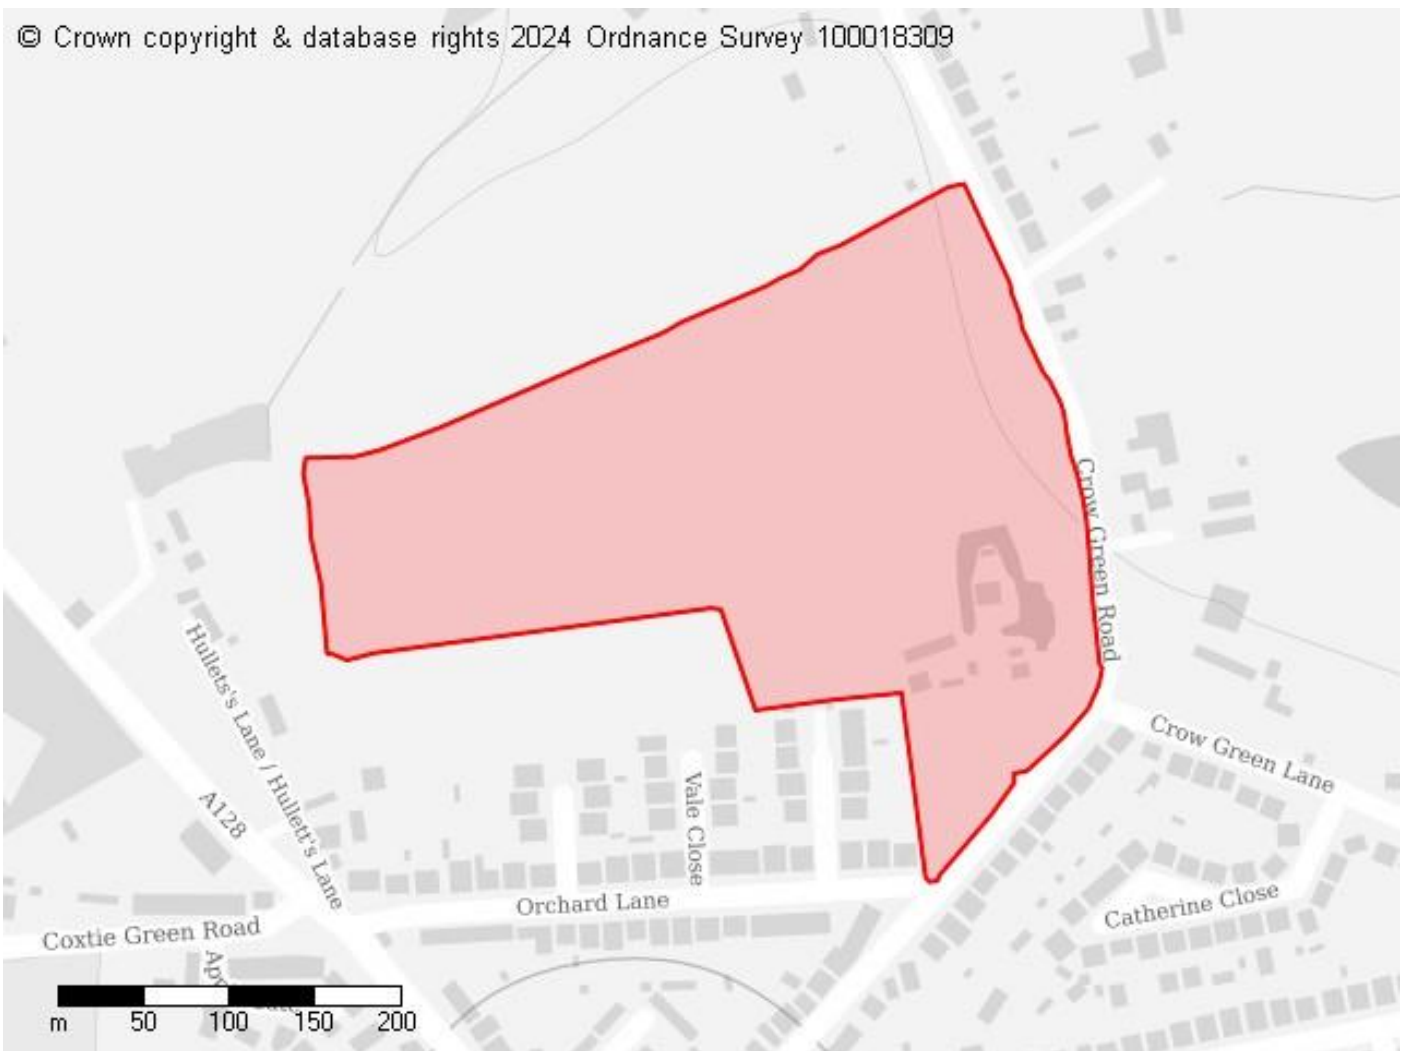 © Crown copyright & database rights 2024 Ordnance Survey 100018309
Crow Green Road
Hullets's Lane / Hullett's Lane
Crow Green Lane
A128
Vale Close
Orchard Lane
Catherine Close
Coxtie Green Road
m 50 100 150 200